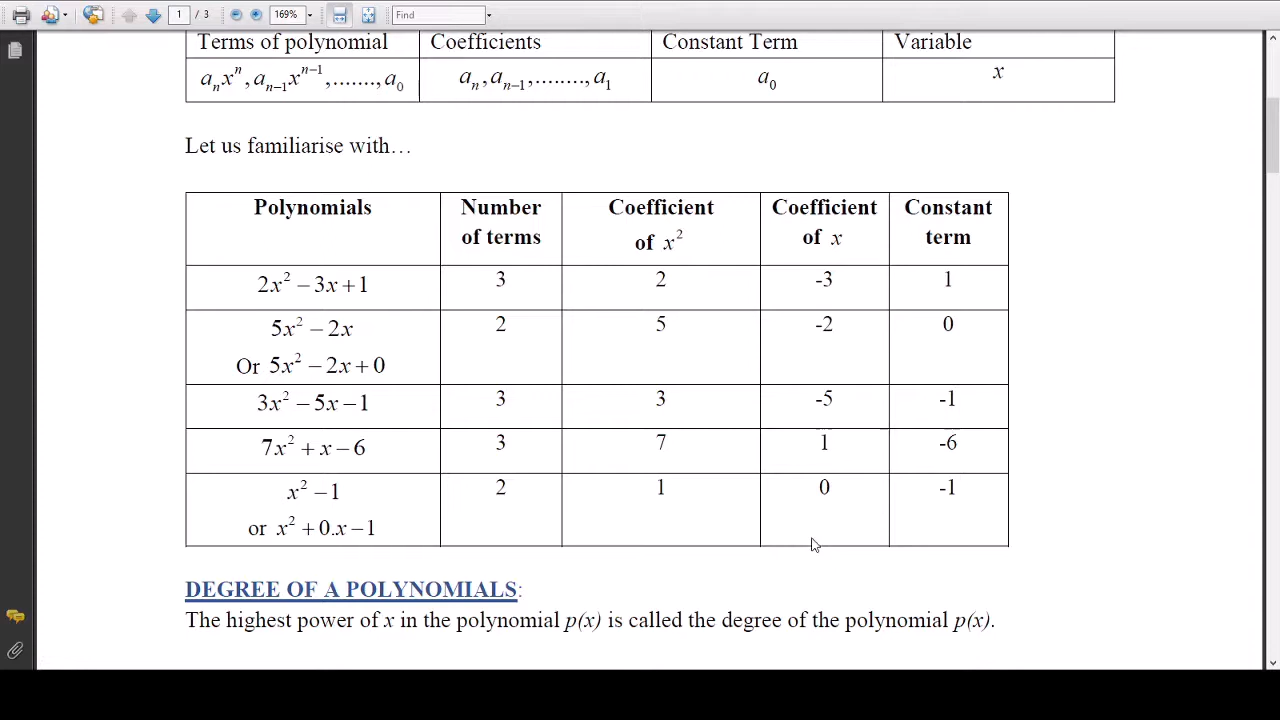 1 / 3 169% Find
Terms of polynomial Coefficients Constant Term Variable
aₙxⁿ, aₙ₋₁xⁿ⁻¹,......., a₀ aₙ, aₙ₋₁,........, a₁ a₀ x
Let us familiarise with…
Polynomials Number of terms Coefficient of x² Coefficient of x Constant term
2x² − 3x + 1 3 2 -3 1
5x² − 2x 2 5 -2 0
Or 5x² − 2x + 0
3x² − 5x − 1 3 3 -5 -1
7x² + x − 6 3 7 1 -6
x² − 1 2 1 0 -1
or x² + 0.x − 1
DEGREE OF A POLYNOMIALS:
The highest power of x in the polynomial p(x) is called the degree of the polynomial p(x).